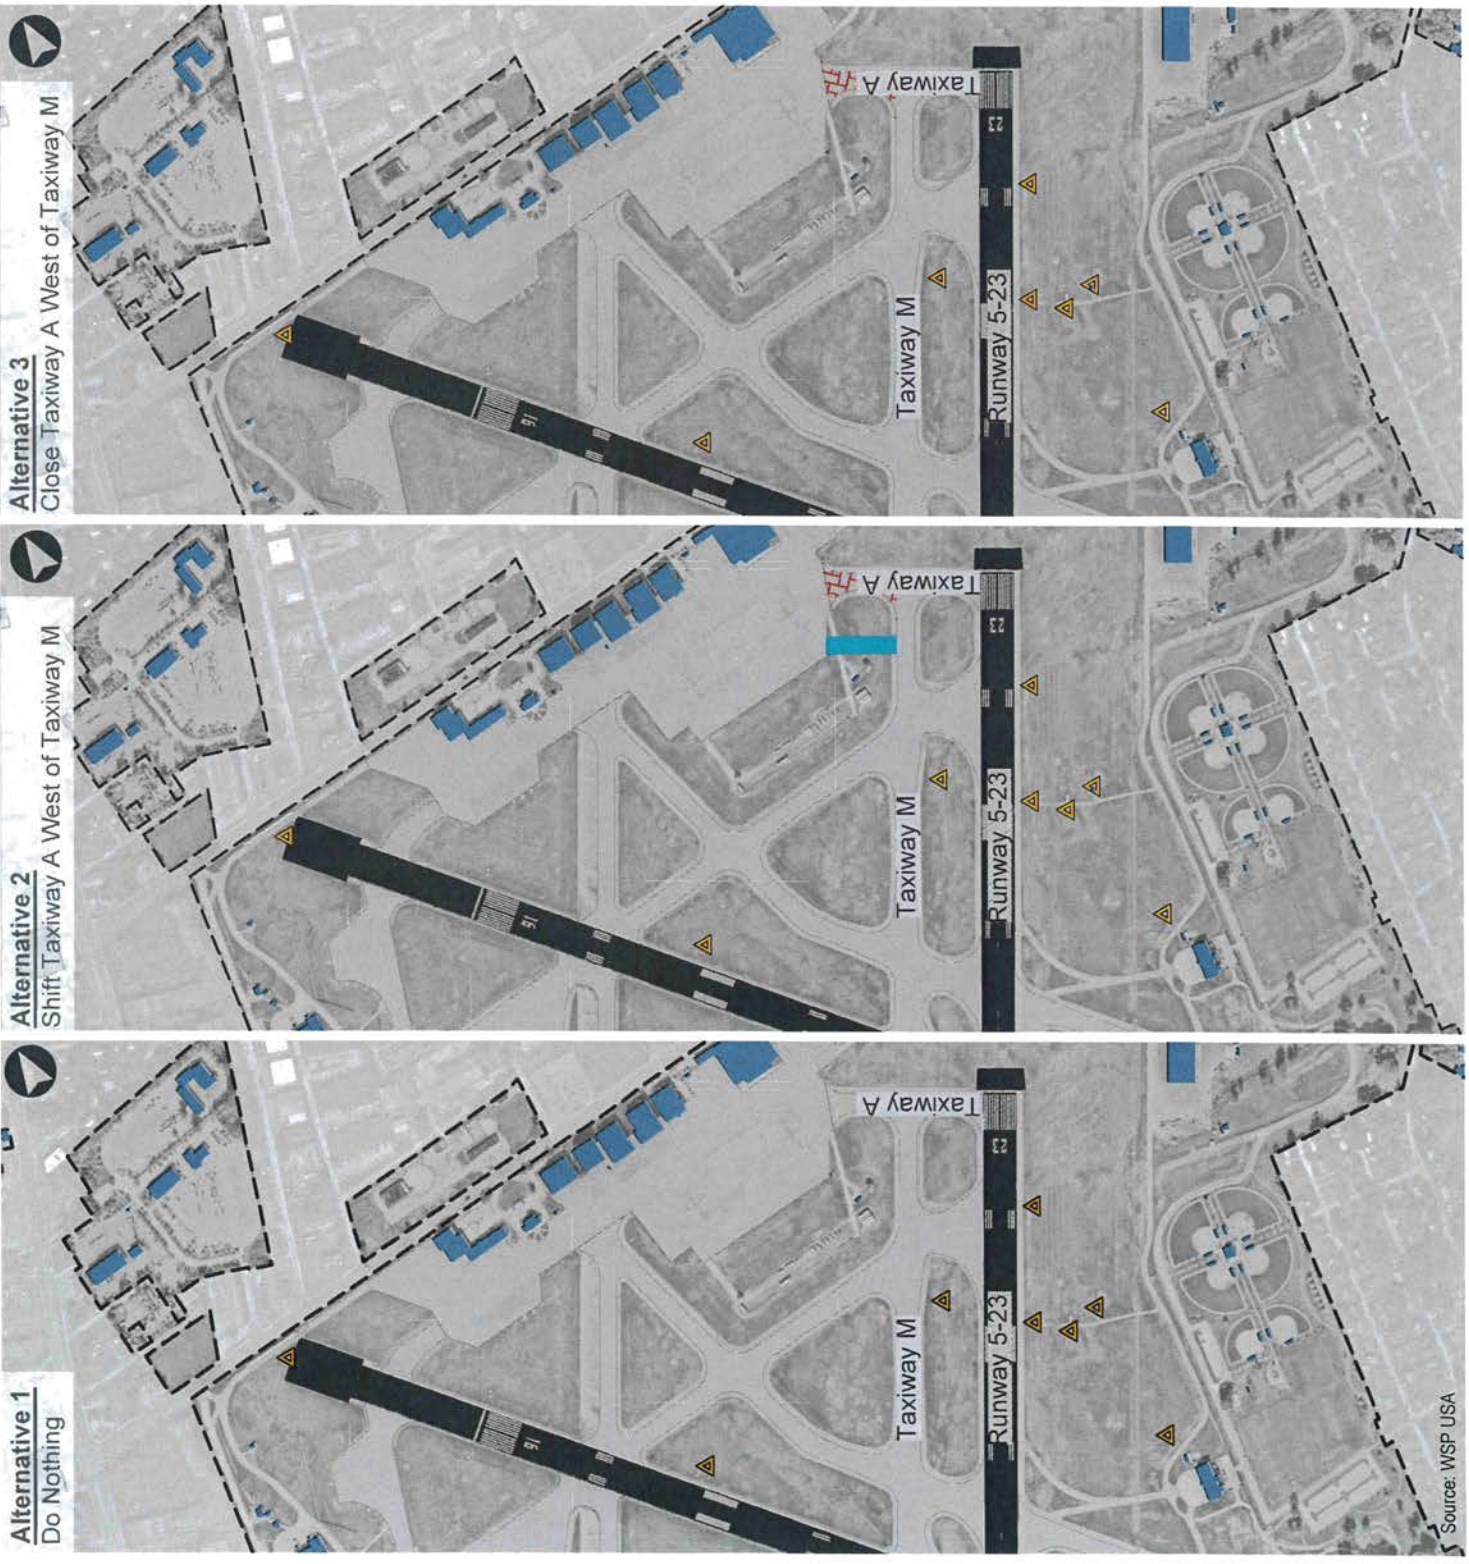 Alternative 1
Do Nothing
16
Taxiway M
Runway 5-23
23
Taxiway A
Source: WSP USA
Alternative 2
Shift Taxiway A West of Taxiway M
16
Taxiway M
Runway 5-23
23
Taxiway A
Alternative 3
Close Taxiway A West of Taxiway M
16
Taxiway M
Runway 5-23
23
Taxiway A